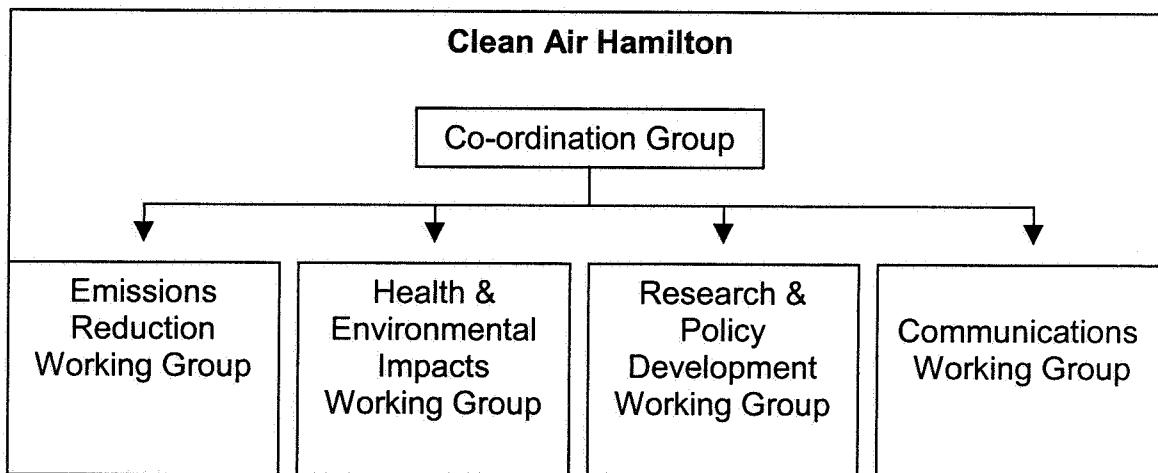 Clean Air Hamilton
Co-ordination Group
Emissions
Reduction
Working Group
Health &
Environmental
Impacts
Working Group
Research &
Policy
Development
Working Group
Communications
Working Group